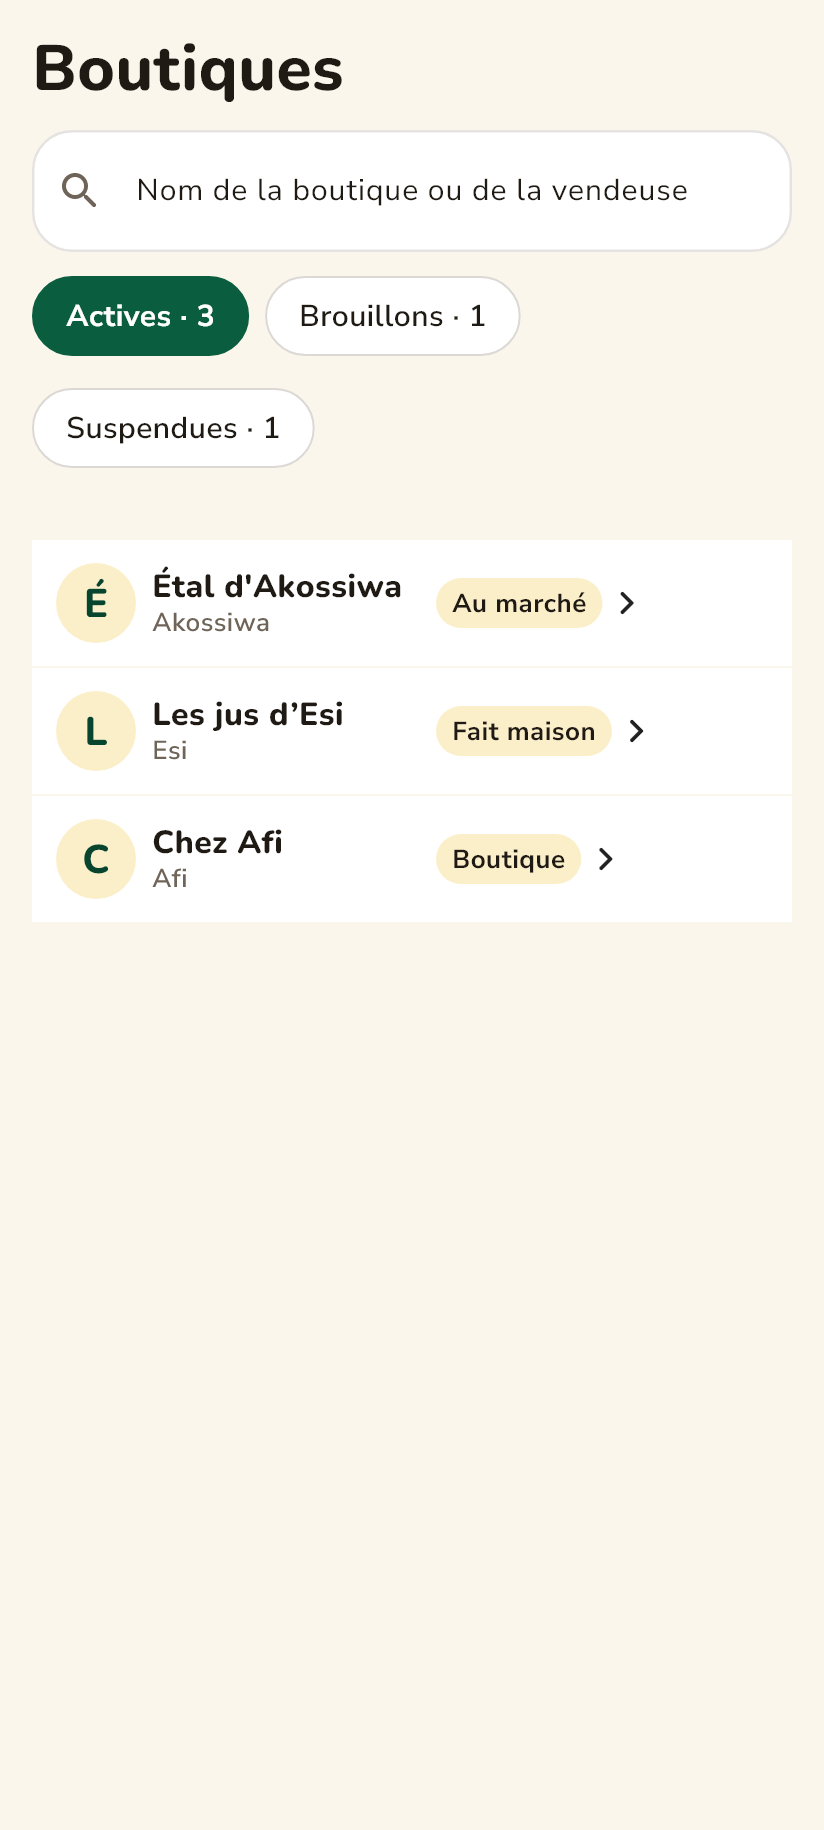 Boutiques
Nom de la boutique ou de la vendeuse
Actives · 3
Brouillons · 1
Suspendues · 1
É
Étal d'Akossiwa
Akossiwa
Au marché
L
Les jus d’Esi
Esi
Fait maison
C
Chez Afi
Afi
Boutique